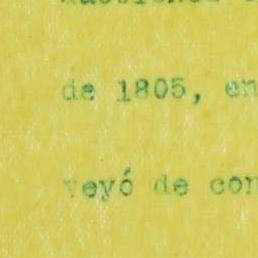 de 1805, en
veyó de con